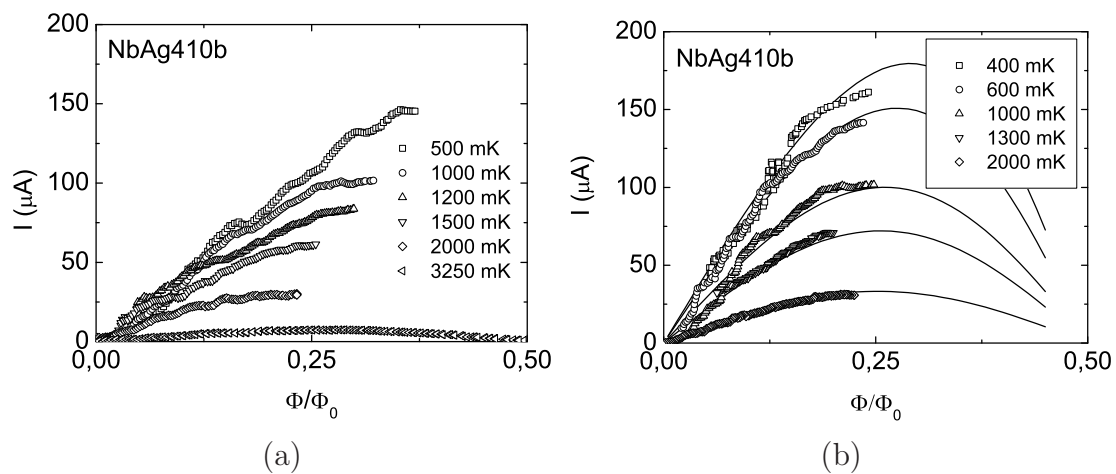 200
150
100
50
0
I (μA)
NbAg410b
500 mK
1000 mK
1200 mK
1500 mK
2000 mK
3250 mK
0,00
0,25
0,50
Φ/Φ₀
(a)
200
150
100
50
0
I (μA)
NbAg410b
400 mK
600 mK
1000 mK
1300 mK
2000 mK
0,00
0,25
0,50
Φ/Φ₀
(b)